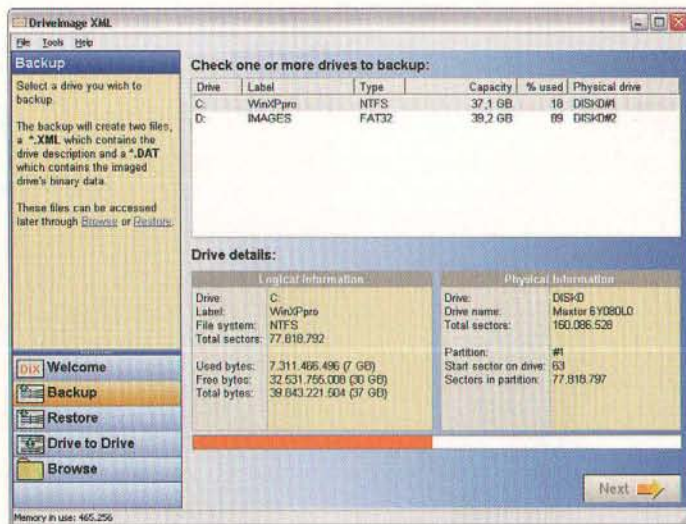 DriveImage XML
File Tools Help
Backup
Select a drive you wish to
backup.
The backup will create two files,
a *.XML which contains the
drive description and a *.DAT
which contains the imaged
drive's binary data.
These files can be accessed
later through Browse or Restore.
Welcome
Backup
Restore
Drive to Drive
Browse
Memory in use: 465.256
Check one or more drives to backup:
Drive Label Type Capacity % used Physical drive
C: WinXPpro NTFS 37,1 GB 18 DISK0#1
D: IMAGES FAT32 39,2 GB 89 DISK0#2
Drive details:
Logical Information
Drive: C:
Label: WinXPpro
File system: NTFS
Total sectors: 77.818.792
Used bytes: 7.311.466.496 (7 GB)
Free bytes: 32.531.755.008 (30 GB)
Total bytes: 39.843.221.504 (37 GB)
Physical Information
Drive: DISK0
Drive name: Maxtor 6Y080L0
Total sectors: 160.086.528
Partition: #1
Start sector on drive: 63
Sectors in partition: 77.818.797
Next